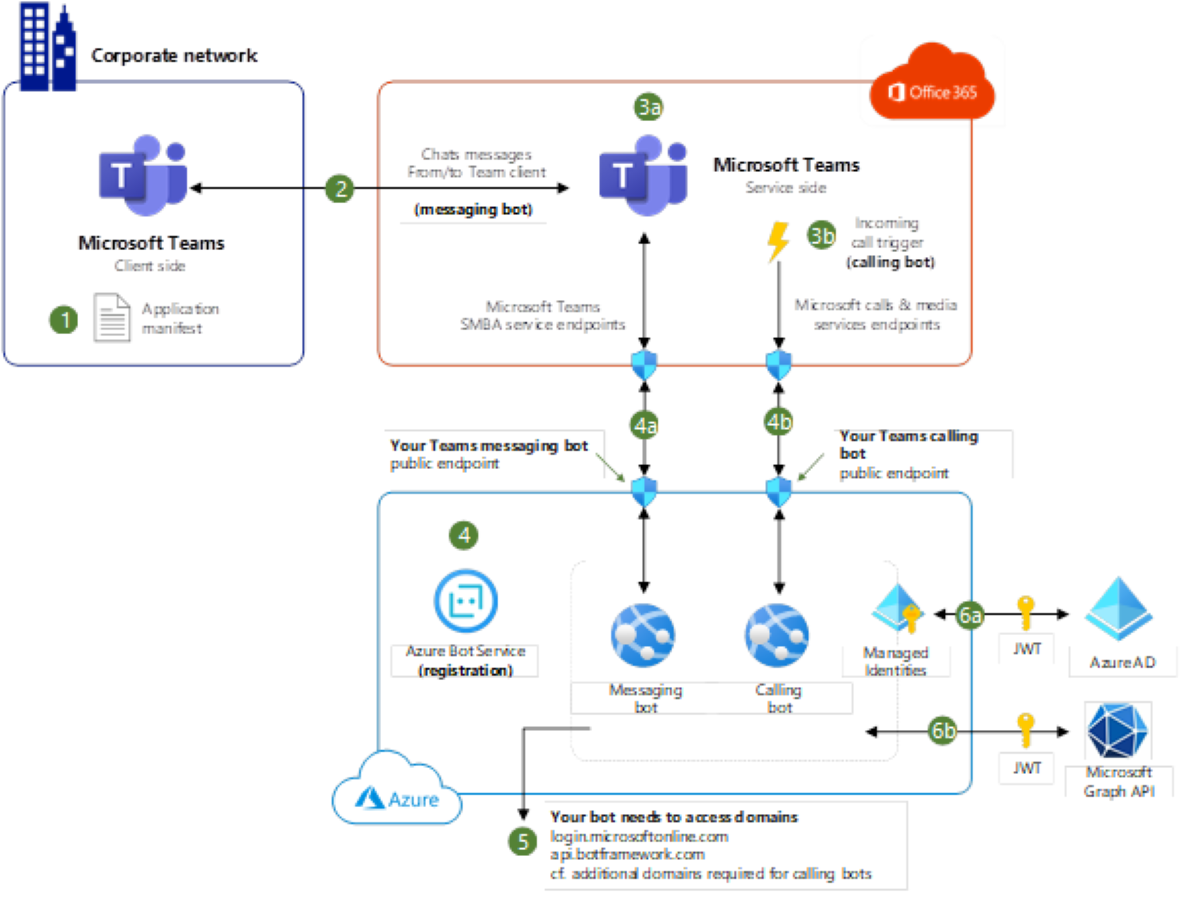 Corporate network
Office 365
3a
T
T
Chats messages
From/to Team client
(messaging bot)
2
Microsoft Teams
Service side
Microsoft Teams
Client side
3b
Incoming
call trigger
(calling bot)
1
Application
manifest
Microsoft Teams
SMBA service endpoints
Microsoft calls & media
services endpoints
4a
4b
Your Teams messaging bot
public endpoint
Your Teams calling
bot
public endpoint
4
Azure Bot Service
(registration)
Messaging
bot
Calling
bot
Managed
Identities
6a
JWT
Azure AD
6b
JWT
Microsoft
Graph API
Azure
5
Your bot needs to access domains
login.microsoftonline.com
api.botframework.com
cf. additional domains required for calling bots